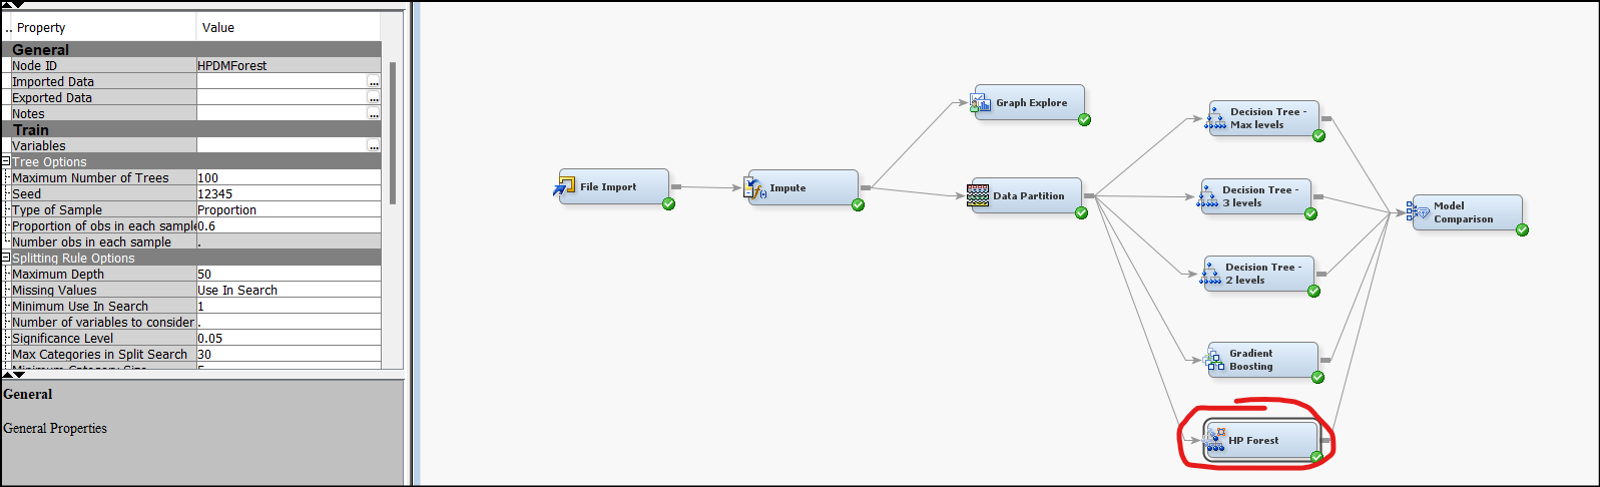 .. Property Value
General
Node ID HPDMForest
Imported Data ...
Exported Data ...
Notes ...
Train
Variables ...
Tree Options
Maximum Number of Trees 100
Seed 12345
Type of Sample Proportion
Proportion of obs in each sample 0.6
Number obs in each sample .
Splitting Rule Options
Maximum Depth 50
Missing Values Use In Search
Minimum Use In Search 1
Number of variables to consider .
Significance Level 0.05
Max Categories in Split Search 30
Minimum Category Size 5
General
General Properties
File Import
Impute
Graph Explore
Data Partition
Decision Tree -
Max levels
Decision Tree -
3 levels
Decision Tree -
2 levels
Gradient
Boosting
HP Forest
Model
Comparison